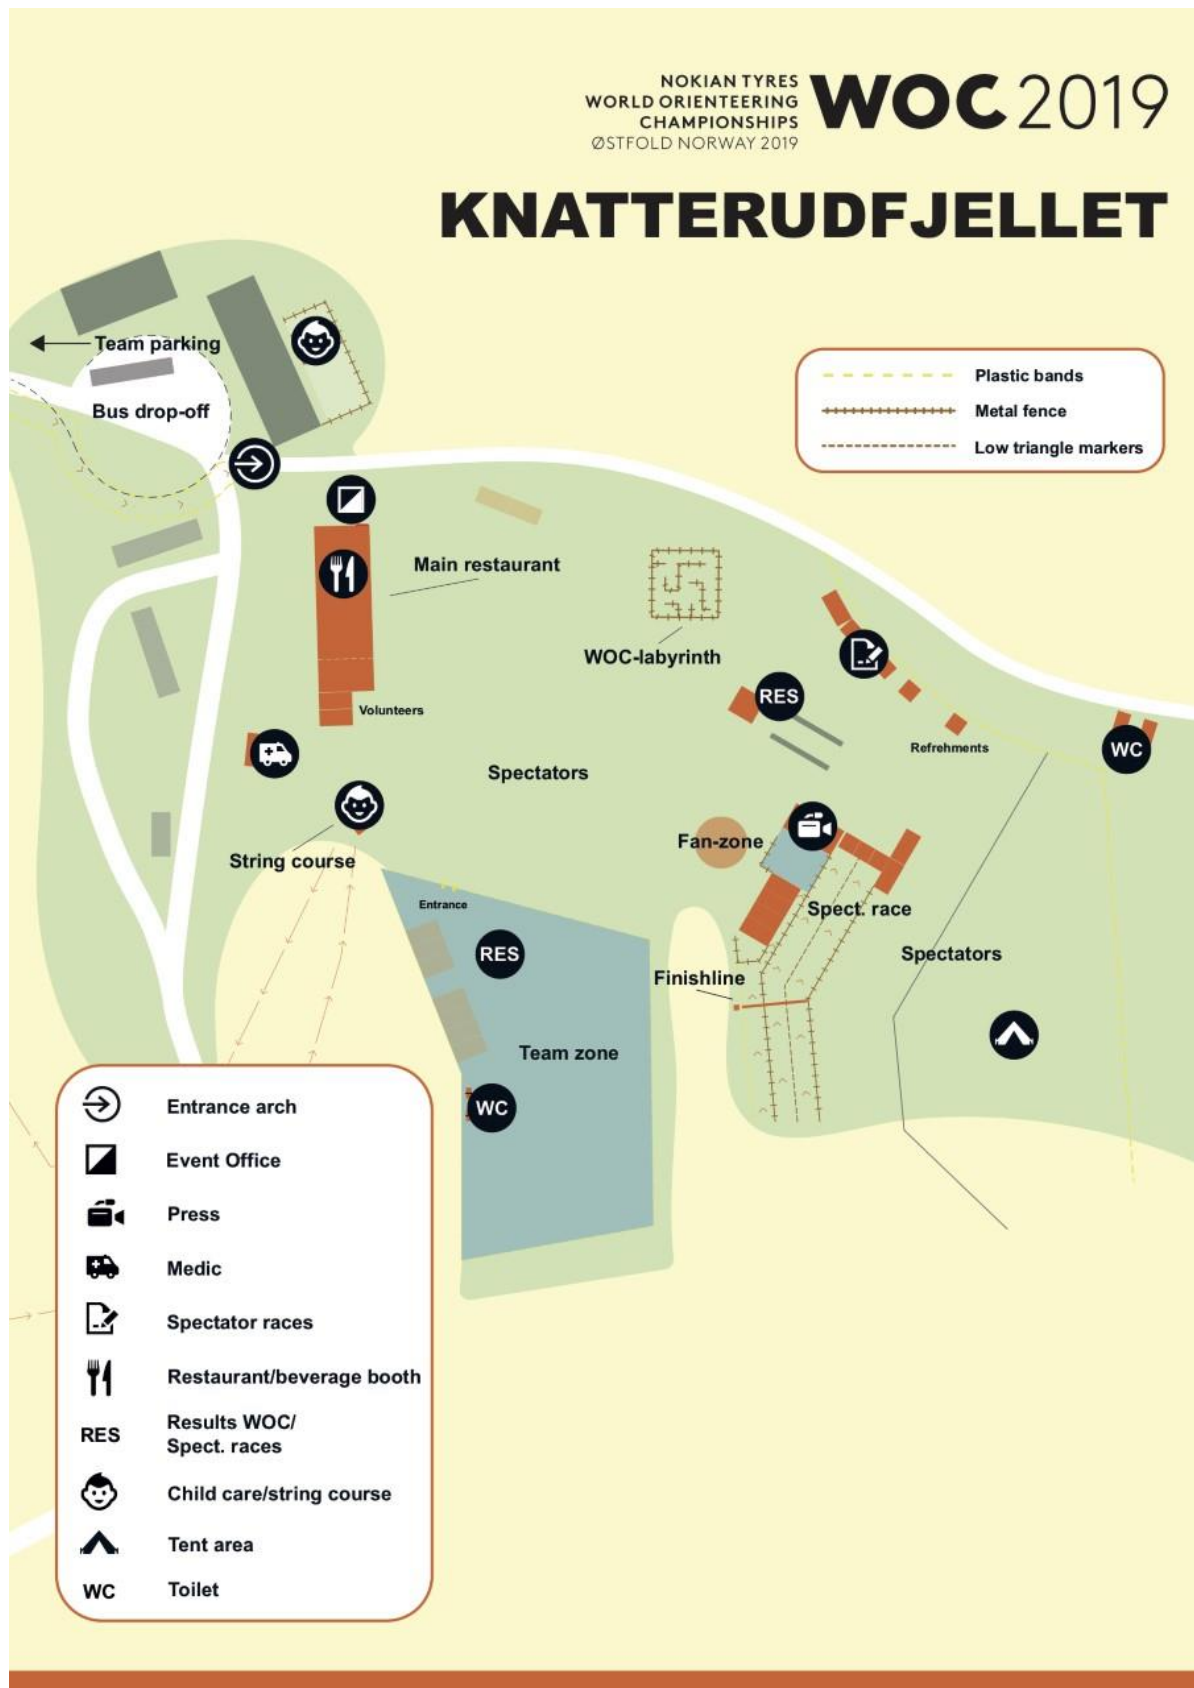 NOKIAN TYRES
WORLD ORIENTEERING
CHAMPIONSHIPS
ØSTFOLD NORWAY 2019
WOC 2019
KNATTERUDFJELLET
Team parking
Bus drop-off
Plastic bands
Metal fence
Low triangle markers
Main restaurant
WOC-labyrinth
RES
Volunteers
Refrehments
WC
Spectators
Fan-zone
String course
Entrance
Spect. race
RES
Spectators
Finishline
Team zone
WC
Entrance arch
Event Office
Press
Medic
Spectator races
Restaurant/beverage booth
RES
Results WOC/
Spect. races
Child care/string course
Tent area
WC
Toilet